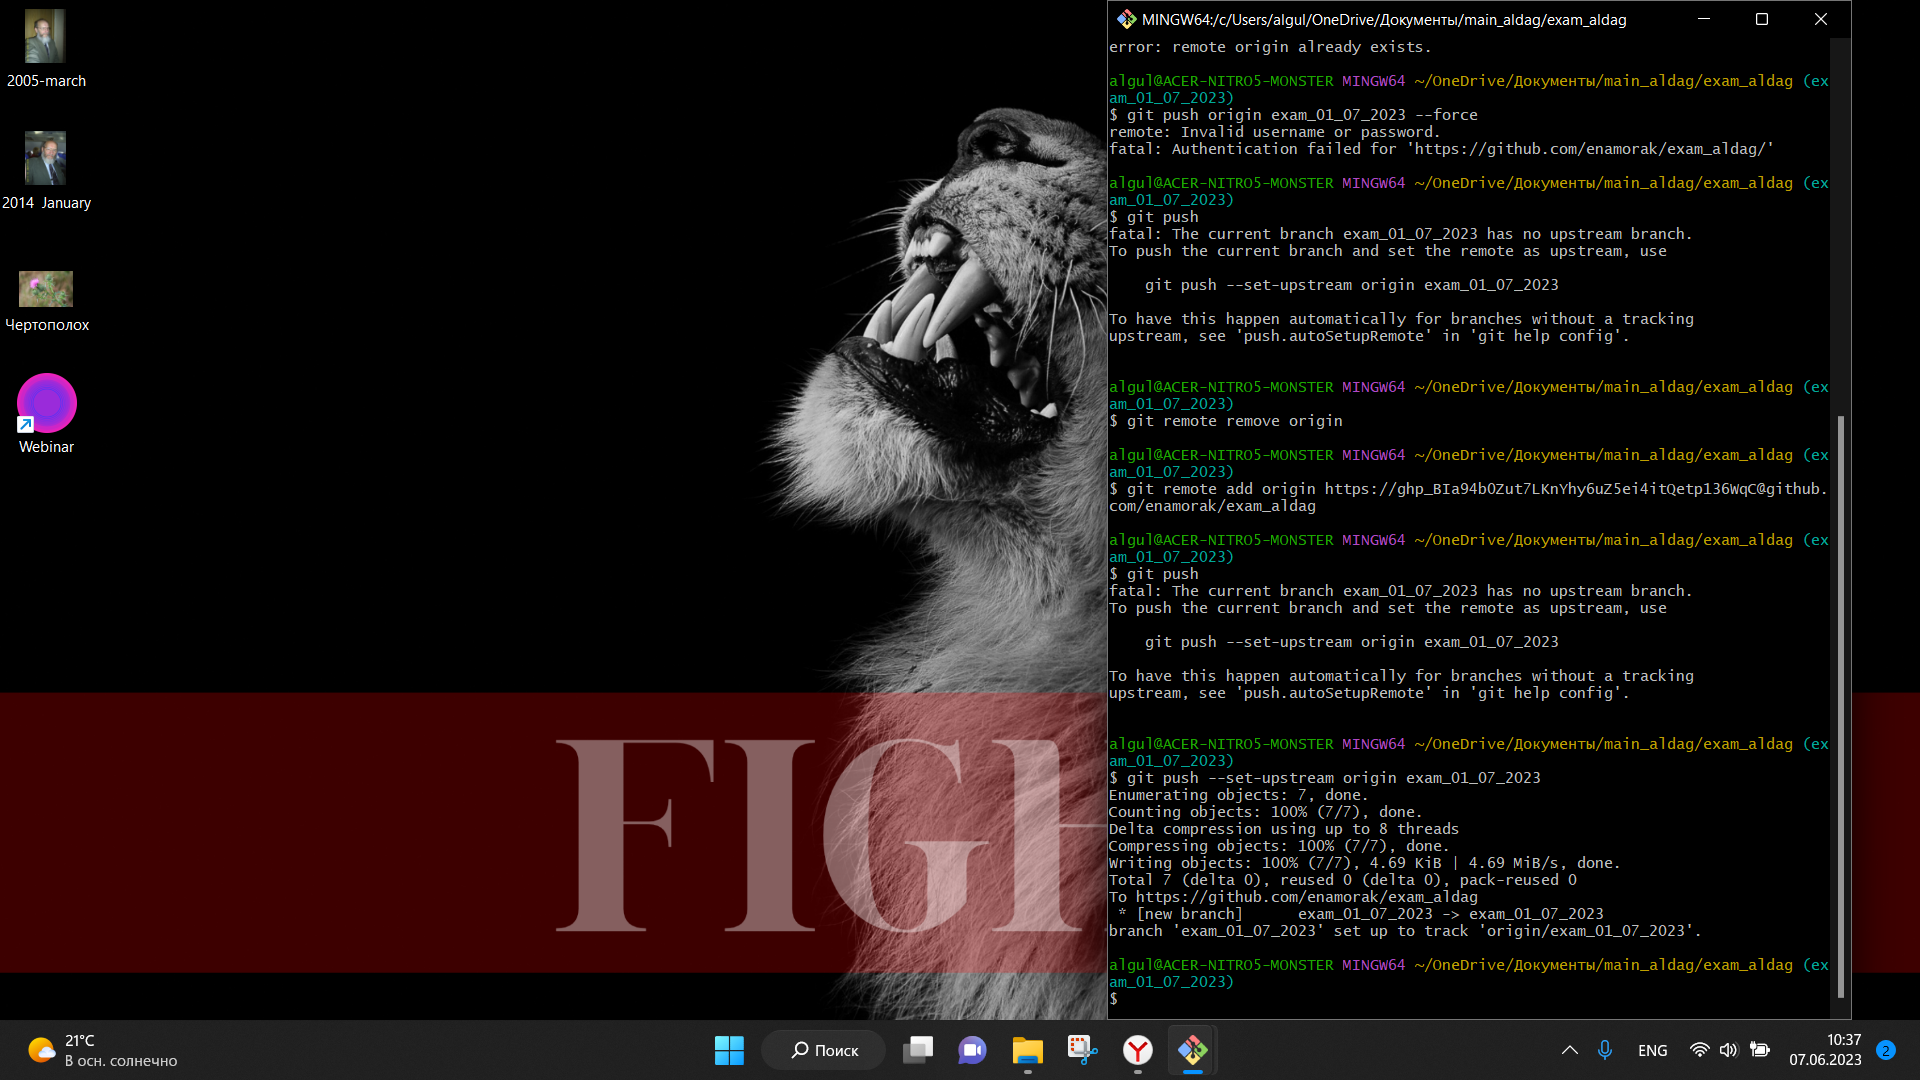 2005-march
2014 January
Чертополох
Webinar
FIGH
MINGW64:/c/Users/algul/OneDrive/Документы/main_aldag/exam_aldag
error: remote origin already exists.
algul@ACER-NITRO5-MONSTER MINGW64 ~/OneDrive/Документы/main_aldag/exam_aldag (ex
am_01_07_2023)
$ git push origin exam_01_07_2023 --force
remote: Invalid username or password.
fatal: Authentication failed for 'https://github.com/enamorak/exam_aldag/'
algul@ACER-NITRO5-MONSTER MINGW64 ~/OneDrive/Документы/main_aldag/exam_aldag (ex
am_01_07_2023)
$ git push
fatal: The current branch exam_01_07_2023 has no upstream branch.
To push the current branch and set the remote as upstream, use
git push --set-upstream origin exam_01_07_2023
To have this happen automatically for branches without a tracking
upstream, see 'push.autoSetupRemote' in 'git help config'.
algul@ACER-NITRO5-MONSTER MINGW64 ~/OneDrive/Документы/main_aldag/exam_aldag (ex
am_01_07_2023)
$ git remote remove origin
algul@ACER-NITRO5-MONSTER MINGW64 ~/OneDrive/Документы/main_aldag/exam_aldag (ex
am_01_07_2023)
$ git remote add origin https://ghp_BIa94bOZut7LKnYhy6uZ5ei4itQetp136WqC@github.
com/enamorak/exam_aldag
algul@ACER-NITRO5-MONSTER MINGW64 ~/OneDrive/Документы/main_aldag/exam_aldag (ex
am_01_07_2023)
$ git push
fatal: The current branch exam_01_07_2023 has no upstream branch.
To push the current branch and set the remote as upstream, use
git push --set-upstream origin exam_01_07_2023
To have this happen automatically for branches without a tracking
upstream, see 'push.autoSetupRemote' in 'git help config'.
algul@ACER-NITRO5-MONSTER MINGW64 ~/OneDrive/Документы/main_aldag/exam_aldag (ex
am_01_07_2023)
$ git push --set-upstream origin exam_01_07_2023
Enumerating objects: 7, done.
Counting objects: 100% (7/7), done.
Delta compression using up to 8 threads
Compressing objects: 100% (7/7), done.
Writing objects: 100% (7/7), 4.69 KiB | 4.69 MiB/s, done.
Total 7 (delta 0), reused 0 (delta 0), pack-reused 0
To https://github.com/enamorak/exam_aldag
* [new branch] exam_01_07_2023 -> exam_01_07_2023
branch 'exam_01_07_2023' set up to track 'origin/exam_01_07_2023'.
algul@ACER-NITRO5-MONSTER MINGW64 ~/OneDrive/Документы/main_aldag/exam_aldag (ex
am_01_07_2023)
$
21°C
В осн. солнечно
Поиск
ENG
10:37
07.06.2023
2